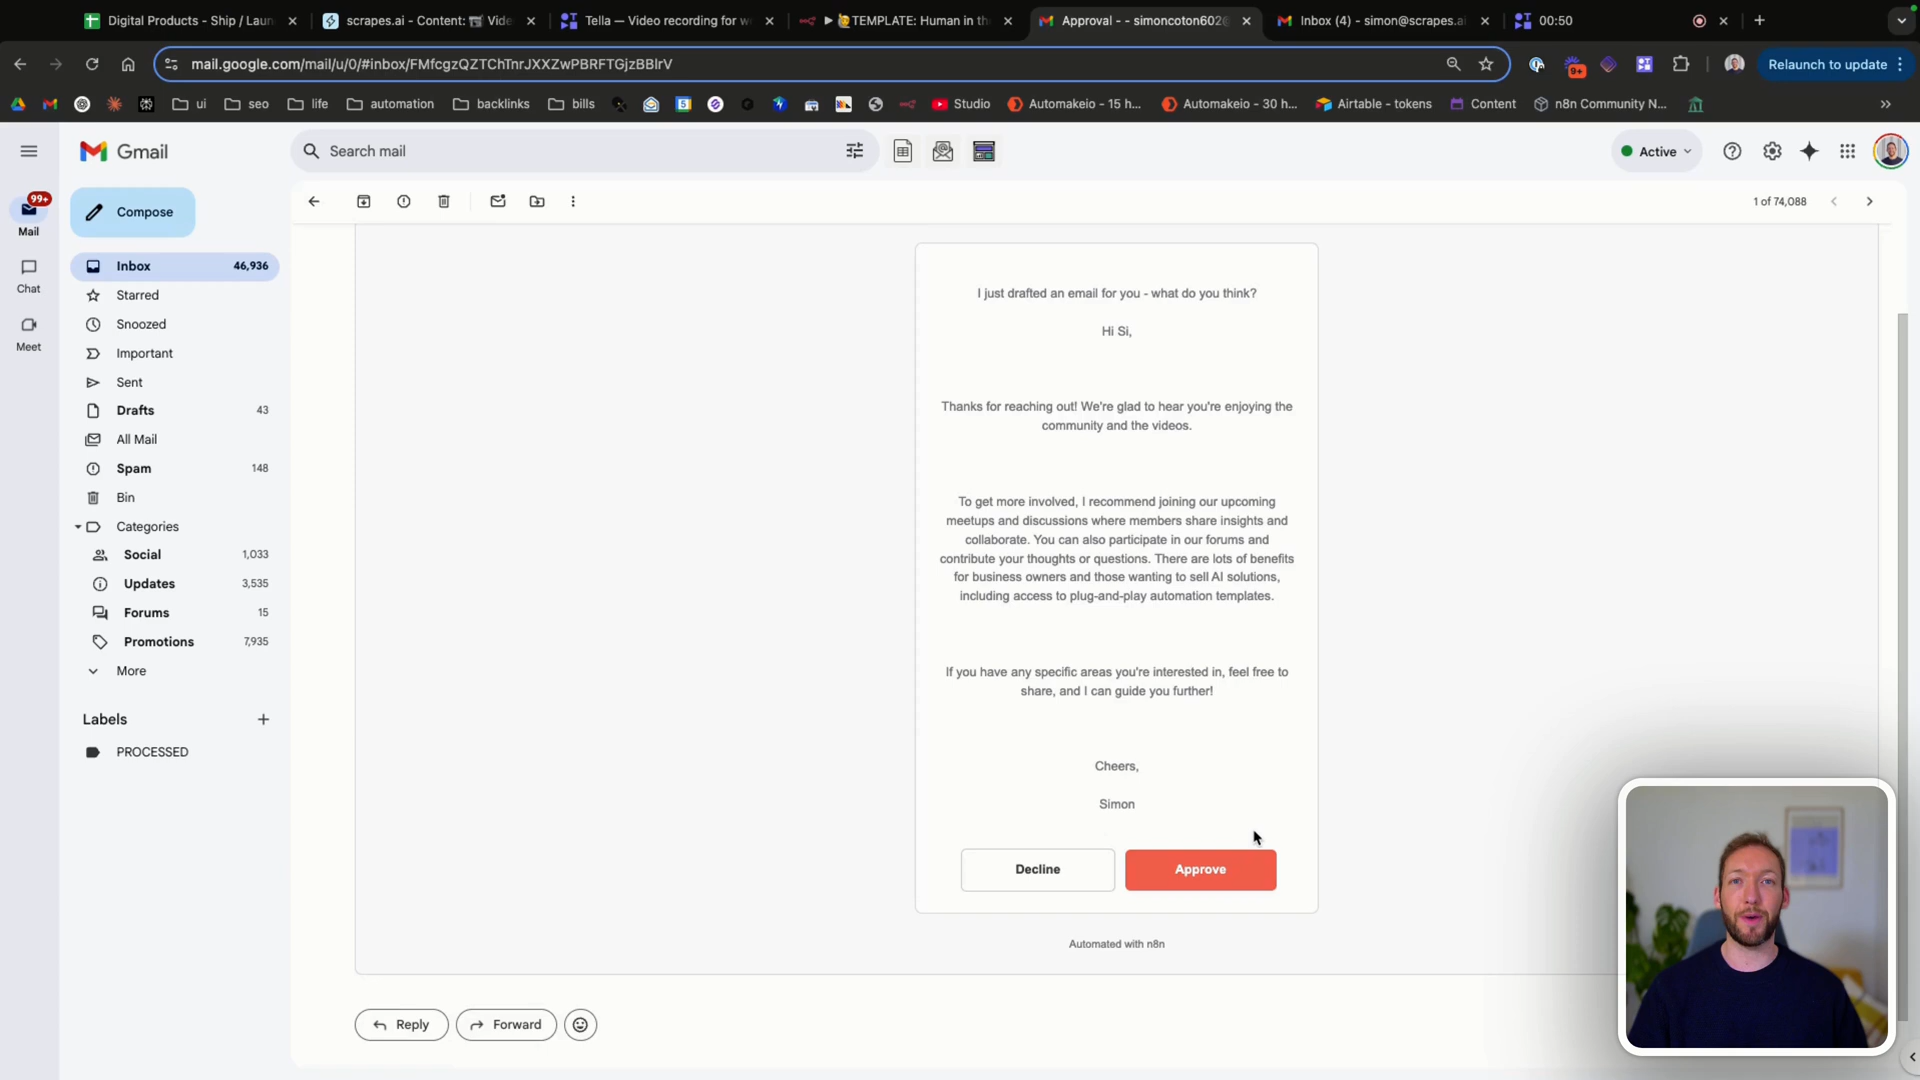 Digital Products - Ship / Laun
scrapes.ai - Content: Vide
Tella — Video recording for w
TEMPLATE: Human in th
Approval - - simoncoton602@
Inbox (4) - simon@scrapes.ai
00:50
mail.google.com/mail/u/0/#inbox/FMfcgzQZTChTnrJXXZwPBRFTGjzBBlrV
9+
Relaunch to update
ui
seo
life
automation
backlinks
bills
Studio
Automakeio - 15 h...
Automakeio - 30 h...
Airtable - tokens
Content
n8n Community N...
Gmail
Search mail
Active
99+
Mail
Chat
Meet
Compose
1 of 74,088
Inbox 46,936
Starred
Snoozed
Important
Sent
Drafts 43
All Mail
Spam 148
Bin
Categories
Social 1,033
Updates 3,535
Forums 15
Promotions 7,935
More
Labels
PROCESSED
I just drafted an email for you - what do you think?
Hi Si,
Thanks for reaching out! We're glad to hear you're enjoying the
community and the videos.
To get more involved, I recommend joining our upcoming
meetups and discussions where members share insights and
collaborate. You can also participate in our forums and
contribute your thoughts or questions. There are lots of benefits
for business owners and those wanting to sell AI solutions,
including access to plug-and-play automation templates.
If you have any specific areas you're interested in, feel free to
share, and I can guide you further!
Cheers,
Simon
Decline
Approve
Automated with n8n
Reply
Forward